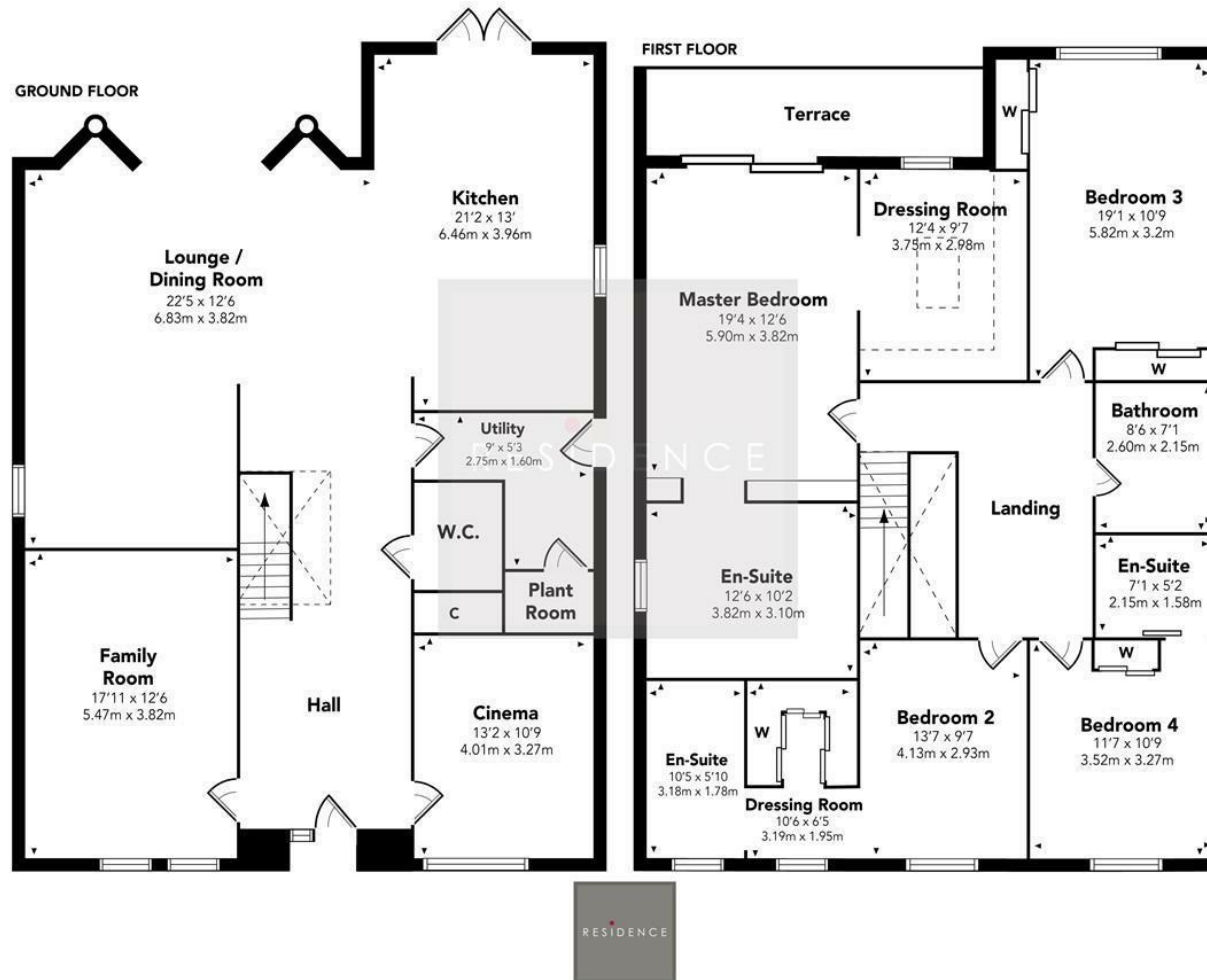 GROUND FLOOR
Kitchen
21'2 x 13'
6.46m x 3.96m
Lounge /
Dining Room
22'5 x 12'6
6.83m x 3.82m
Utility
9' x 5'3
2.75m x 1.60m
W.C.
Plant
Room
C
Family
Room
17'11 x 12'6
5.47m x 3.82m
Hall
Cinema
13'2 x 10'9
4.01m x 3.27m
FIRST FLOOR
Terrace
W
Bedroom 3
19'1 x 10'9
5.82m x 3.2m
Dressing Room
12'4 x 9'7
3.75m x 2.98m
Master Bedroom
19'4 x 12'6
5.90m x 3.82m
W
Bathroom
8'6 x 7'1
2.60m x 2.15m
Landing
En-Suite
12'6 x 10'2
3.82m x 3.10m
En-Suite
7'1 x 5'2
2.15m x 1.58m
W
Bedroom 2
13'7 x 9'7
4.13m x 2.93m
Bedroom 4
11'7 x 10'9
3.52m x 3.27m
W
En-Suite
10'5 x 5'10
3.18m x 1.78m
Dressing Room
10'6 x 6'5
3.19m x 1.95m
RESIDENCE
RESIDENCE